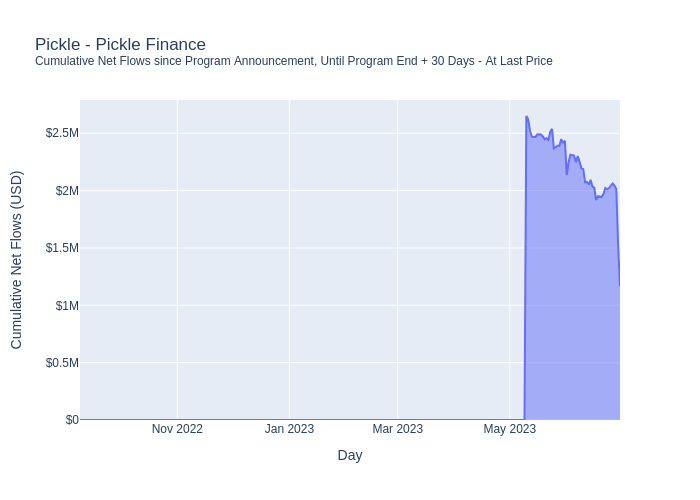 Pickle - Pickle Finance
Cumulative Net Flows since Program Announcement, Until Program End + 30 Days - At Last Price
Cumulative Net Flows (USD)
$2.5M
$2M
$1.5M
$1M
$0.5M
$0
Nov 2022
Jan 2023
Mar 2023
May 2023
Day